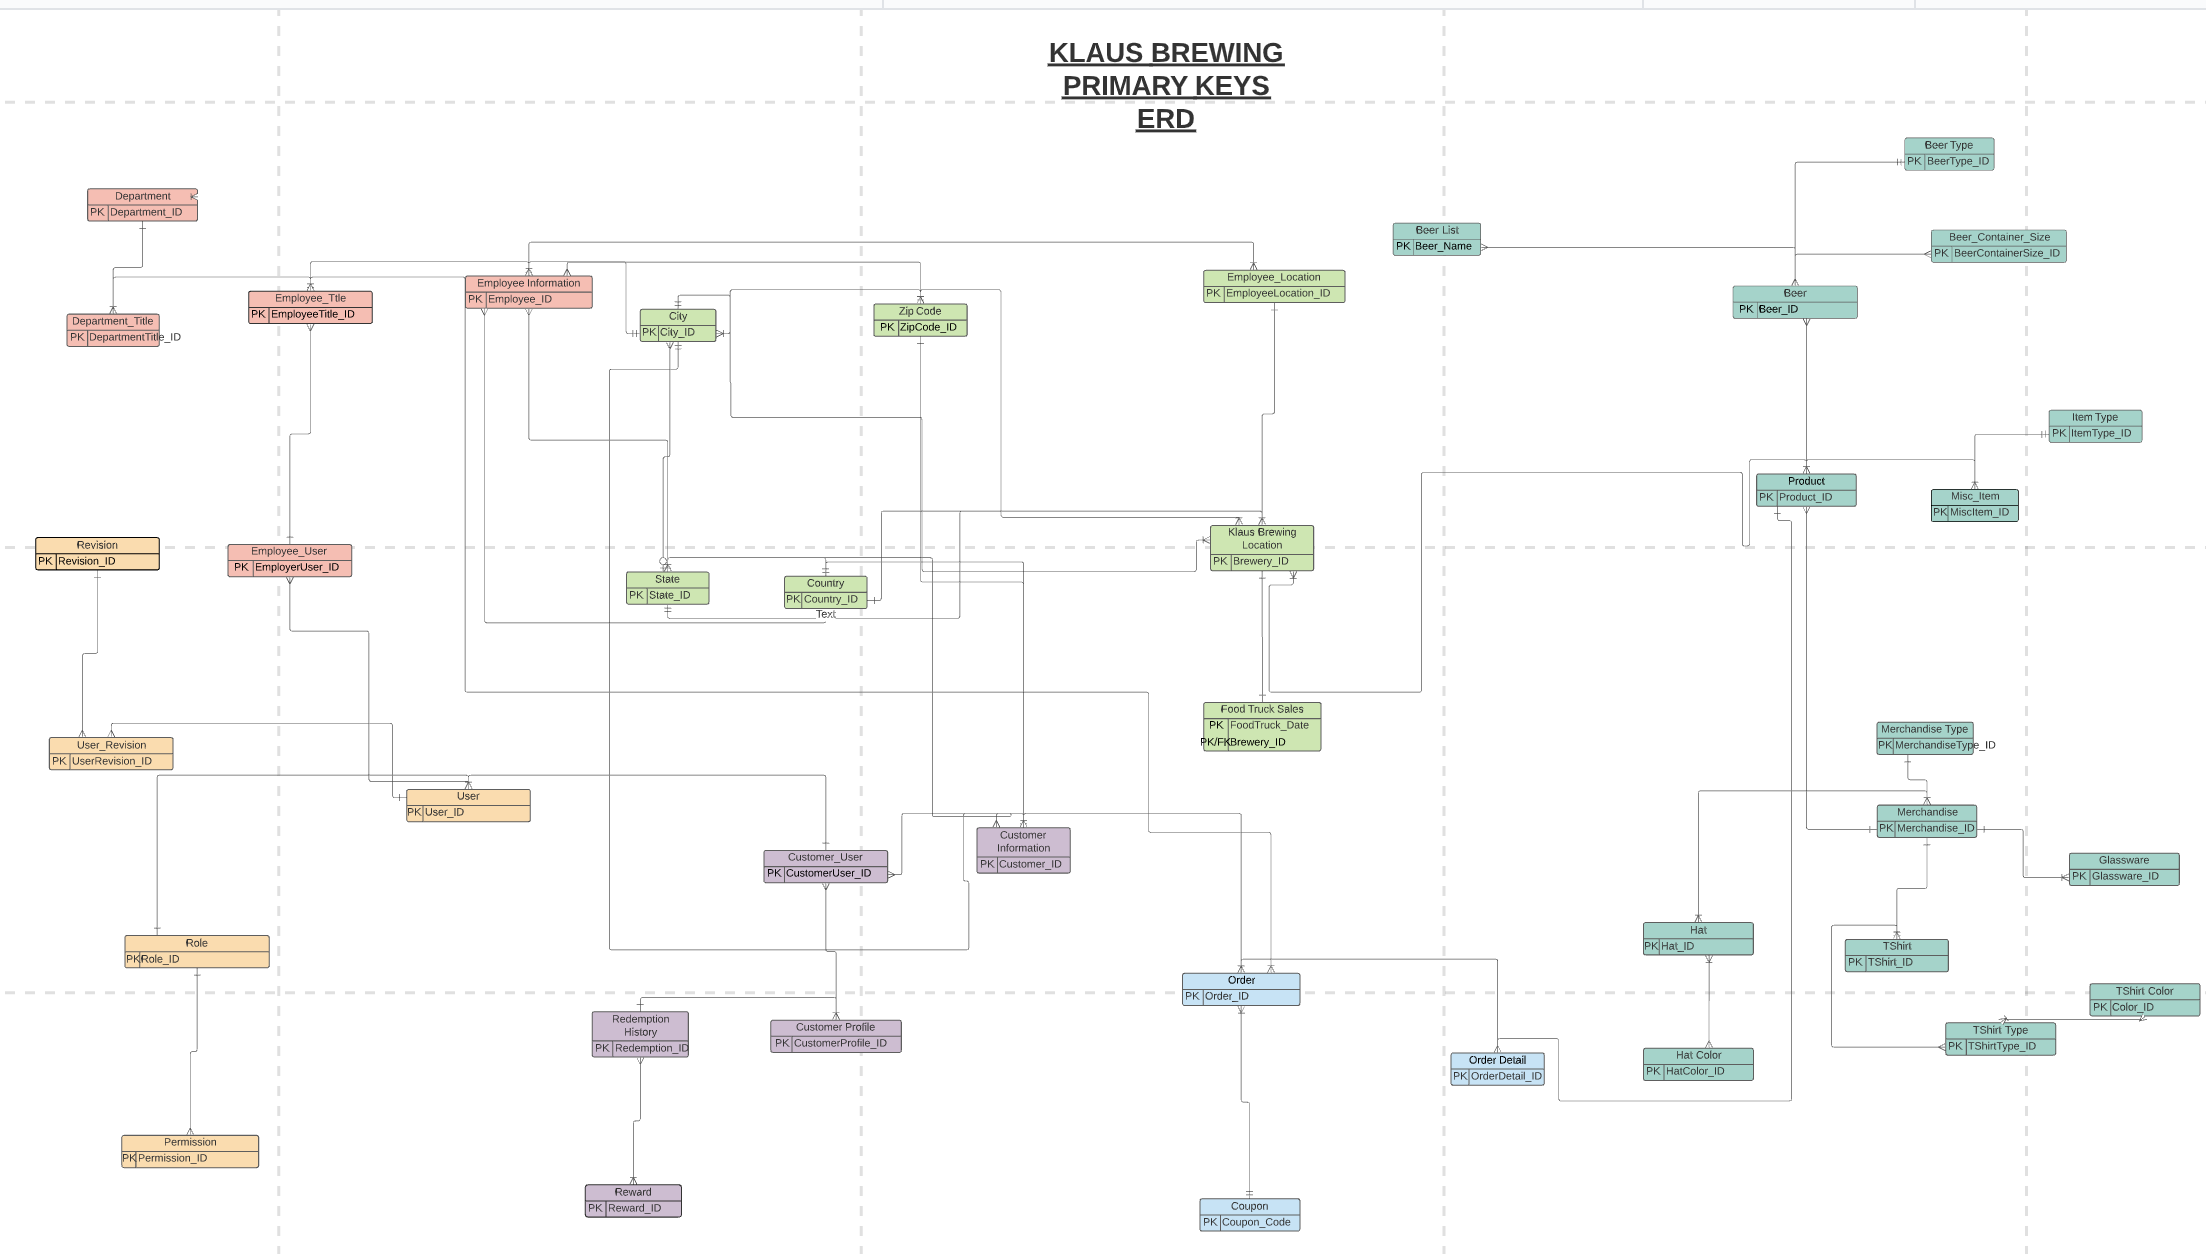 KLAUS BREWING
PRIMARY KEYS
ERD
Beer Type
PK BeerType_ID
Department
PK Department_ID
Beer List
PK Beer_Name
Beer_Container_Size
PK BeerContainerSize_ID
Employee Information
PK Employee_ID
Employee_Location
PK EmployeeLocation_ID
Employee_Ttle
PK EmployeeTitle_ID
Beer
PK Beer_ID
Department_Title
PK DepartmentTitle_ID
City
PK City_ID
Zip Code
PK ZipCode_ID
Item Type
PK ItemType_ID
Product
PK Product_ID
Misc_Item
PK MiscItem_ID
Revision
PK Revision_ID
Employee_User
PK EmployerUser_ID
Klaus Brewing
Location
PK Brewery_ID
State
PK State_ID
Country
PK Country_ID
Text
Food Truck Sales
PK FoodTruck_Date
PK/FK Brewery_ID
User_Revision
PK UserRevision_ID
Merchandise Type
PK MerchandiseType_ID
User
PK User_ID
Merchandise
PK Merchandise_ID
Customer
Information
PK Customer_ID
Customer_User
PK CustomerUser_ID
Glassware
PK Glassware_ID
Role
PK Role_ID
Hat
PK Hat_ID
TShirt
PK TShirt_ID
Order
PK Order_ID
TShirt Color
PK Color_ID
Redemption
History
PK Redemption_ID
Customer Profile
PK CustomerProfile_ID
TShirt Type
PK TShirtType_ID
Order Detail
PK OrderDetail_ID
Hat Color
PK HatColor_ID
Permission
PK Permission_ID
Reward
PK Reward_ID
Coupon
PK Coupon_Code